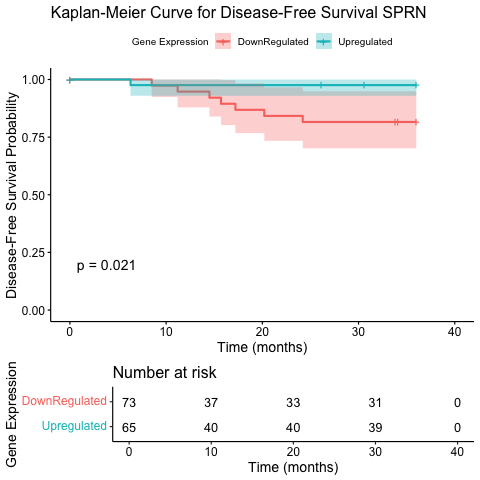 Kaplan-Meier Curve for Disease-Free Survival SPRN
Gene Expression DownRegulated Upregulated
Disease-Free Survival Probability
1.00
0.75
0.50
0.25
0.00
p = 0.021
0 10 20 30 40
Time (months)
Number at risk
Gene Expression
DownRegulated 73 37 33 31 0
Upregulated 65 40 40 39 0
0 10 20 30 40
Time (months)